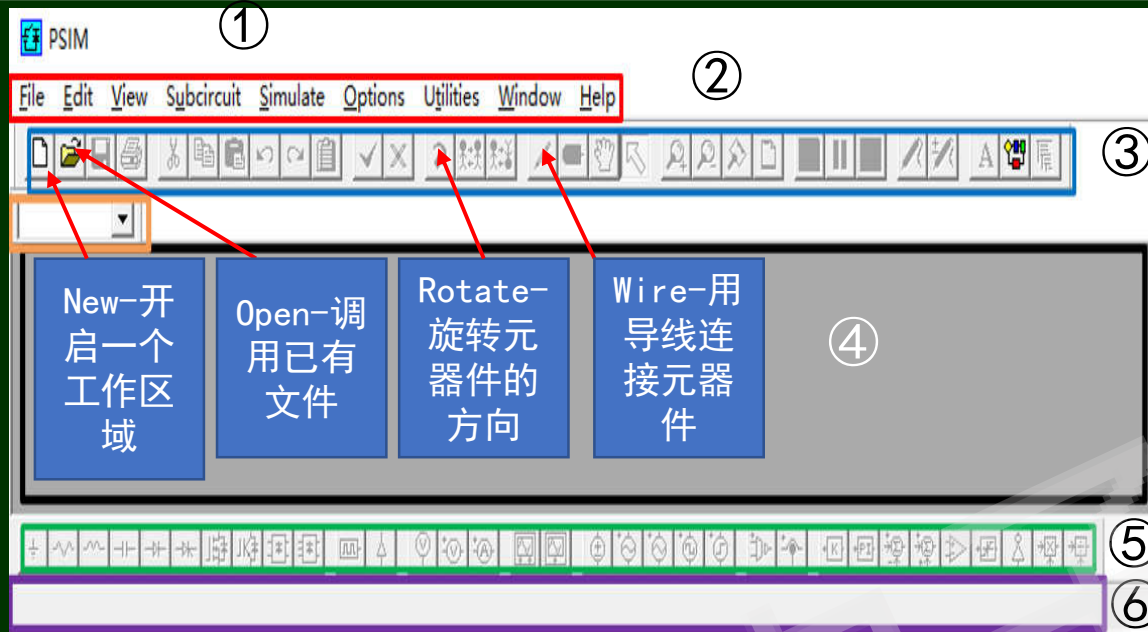 ①
PSIM
②
File Edit View Subcircuit Simulate Options Utilities Window Help
③
A
New-开
启一个
工作区
域
Open-调
用已有
文件
Rotate-
旋转元
器件的
方向
Wire-用
导线连
接元器
件
④
V V A K PI
⑤
⑥